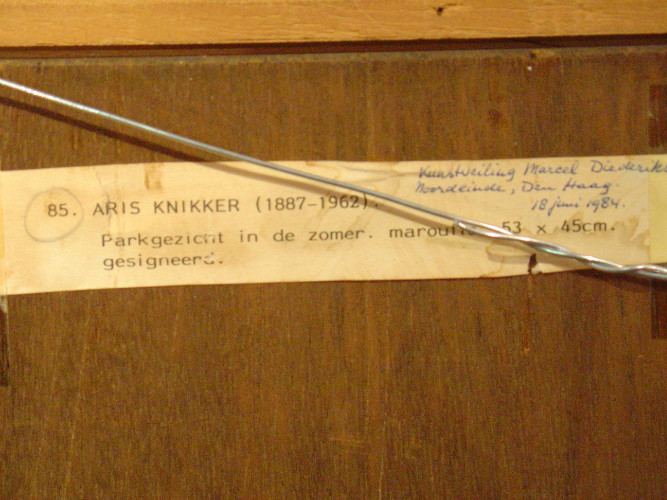 85. ARIS KNIKKER (1887-1962).
Parkgezicht in de zomer. 53 x 45cm.
gesigneerd.
Kunstveiling Marcel
Noordeinde, Den Haag.
18 juni 1984.